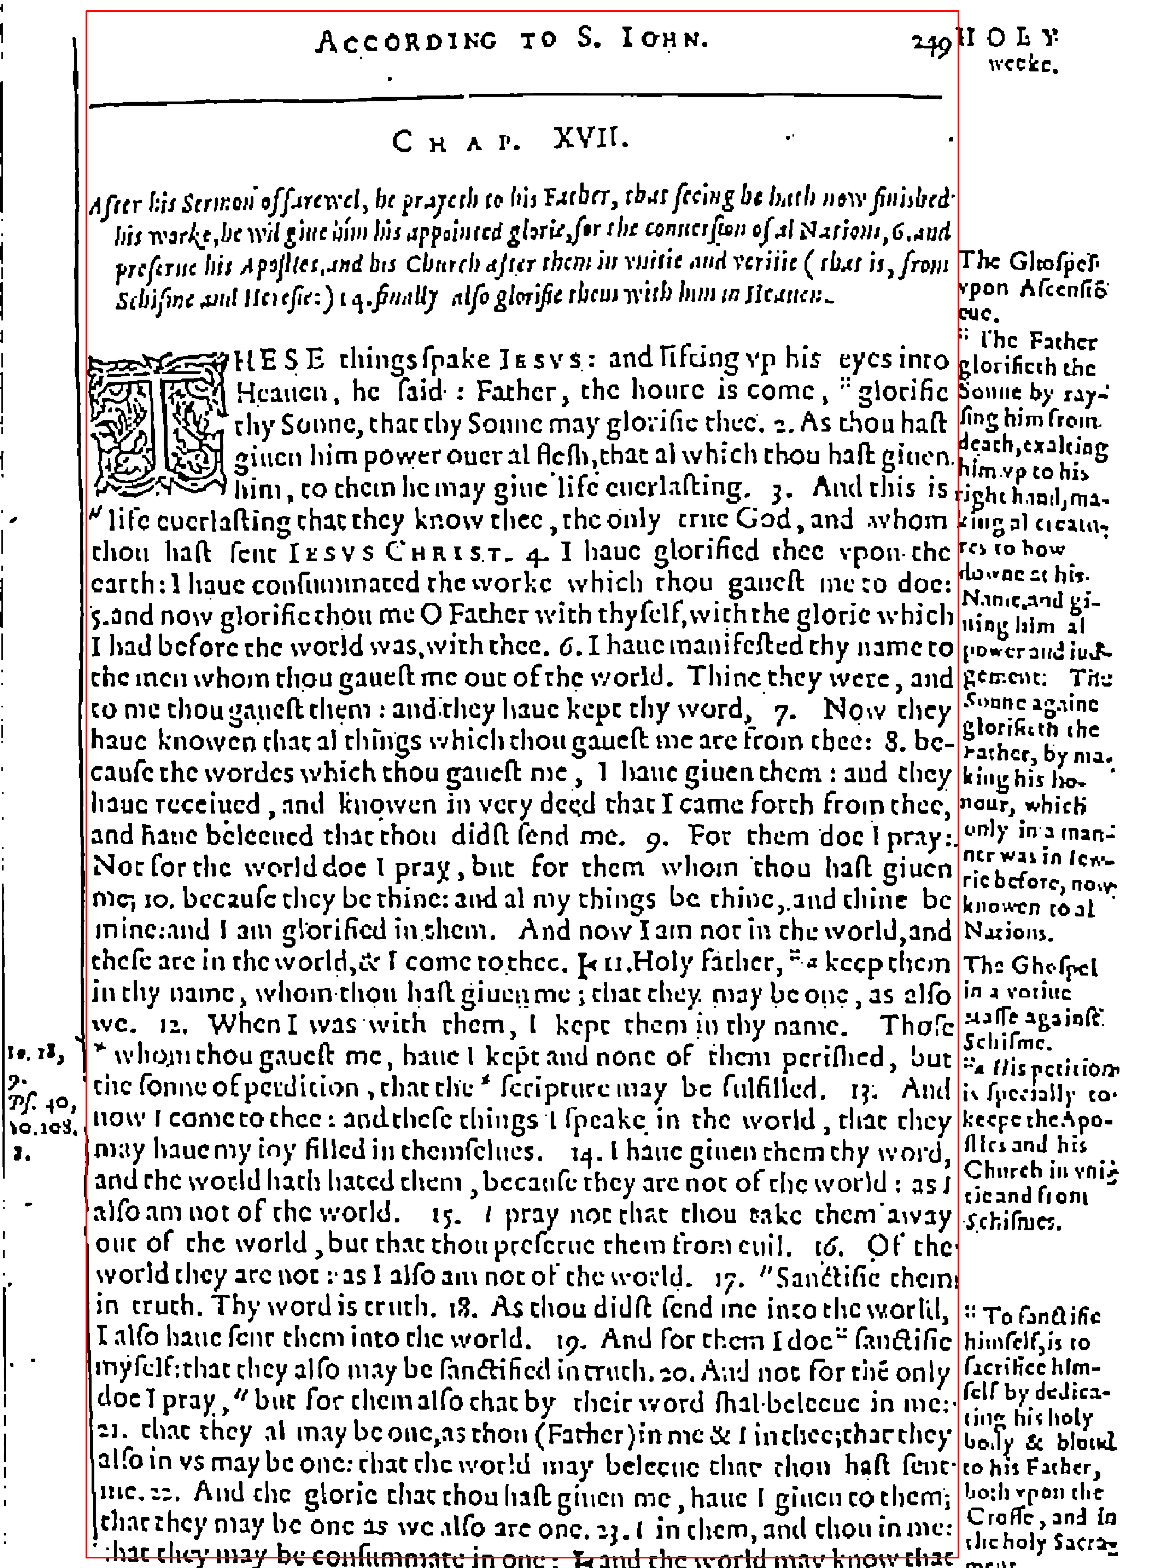 ACCORDING TO S. IOHN. 249
HOLY
weeke.
CHAP. XVII.
After his Sermon of farewel, he prayeth to his Father, that seeing he hath now finished
his worke, he wil giue him his appointed glorie, for the conuersion of al Nations, 6. and
preserue his Apostles, and his Church after them in vnitie and veritie (that is, from
Schisme and Heresie:) 14. finally also glorifie them with him in Heauen.
THESE things ſpake IESVS: and lifting vp his eyes into
Heauen, he ſaid: Father, the houre is come, " glorifie
thy Sonne, that thy Sonne may glorifie thee. 2. As thou haſt
giuen him power ouer al fleſh, that al which thou haſt giuen
him, to them he may giue life euerlaſting. 3. And this is
" life euerlaſting that they know thee, the only true God, and whom
thou haſt ſent IESVS CHRIST. 4. I haue glorified thee vpon the
earth: I haue conſummated the worke which thou gaueſt me to doe:
5. and now glorifie thou me O Father with thyſelf, with the glorie which
I had before the world was, with thee. 6. I haue manifeſted thy name to
the men whom thou gaueſt me out of the world. Thine they were, and
to me thou gaueſt them: and they haue kept thy word, 7. Now they
haue knowen that al things which thou gaueſt me are from thee: 8. be-
cauſe the wordes which thou gaueſt me, I haue giuen them: and they
haue receiued, and knowen in very deed that I came forth from thee,
and haue beleeued that thou didſt ſend me. 9. For them doe I pray:
Not for the world doe I pray, but for them whom thou haſt giuen
me; 10. becauſe they be thine: and al my things be thine, and thine be
mine: and I am glorified in them. And now I am not in the world, and
theſe are in the world, & I come to thee. 11. Holy father, " a keep them
in thy name, whom thou haſt giuen me; that they may be one, as alſo
we. 12. When I was with them, I kept them in thy name. Thoſe
* whom thou gaueſt me, haue I kept and none of them periſhed, but
the ſonne of perdition, that the * ſcripture may be fulfilled. 13. And
now I come to thee: and theſe things I ſpeake in the world, that they
may haue my ioy filled in themſelues. 14. I haue giuen them thy word,
and the world hath hated them, becauſe they are not of the world: as I
alſo am not of the world. 15. I pray not that thou take them away
out of the world, but that thou preſerue them from euil. 16. Of the
world they are not: as I alſo am not of the world. 17. "Sanctifie them
in truth. Thy word is truth. 18. As thou didſt ſend me into the world,
I alſo haue ſent them into the world. 19. And for them I doe " ſanctifie
myſelf: that they alſo may be ſanctified in truth. 20. And not for thē only
doe I pray, " but for them alſo that by their word ſhal beleeue in me:
21. that they al may be one, as thou (Father) in me & I in thee; that they
alſo in vs may be one: that the world may beleeue that thou haſt ſent
me. 22. And the glorie that thou haſt giuen me, haue I giuen to them;
that they may be one as we alſo are one. 23. I in them, and thou in me:
that they may be conſummate in one: and the world may know that
Io. 18,
9.
Pſ. 40,
10. 108.
The Ghoſpel
vpon Aſcenſiō
eue.
" The Father
glorifieth the
Sonne by ray-
ſing him from
death, exalting
him vp to his
right hand, ma-
king al creatu-
res to bow
downe at his
Name, and gi-
uing him al
power and iud-
gement: The
Sonne againe
glorifieth the
Father, by ma-
king his ho-
nour, which
only in a man-
ner was in Iew-
rie before, now
knowen to al
Nations.
The Ghoſpel
in a votiue
Maſſe againſt
Schiſme.
" a His petition
is ſpecially to
keepe the Apo-
ſtles and his
Church in vni-
tie and from
Schiſmes.
" To ſanctifie
himſelf, is to
ſacrifice him-
ſelf by dedica-
ting his holy
body & bloud
to his Father,
both vpon the
Croſſe, and in
the holy Sacra-
ment.